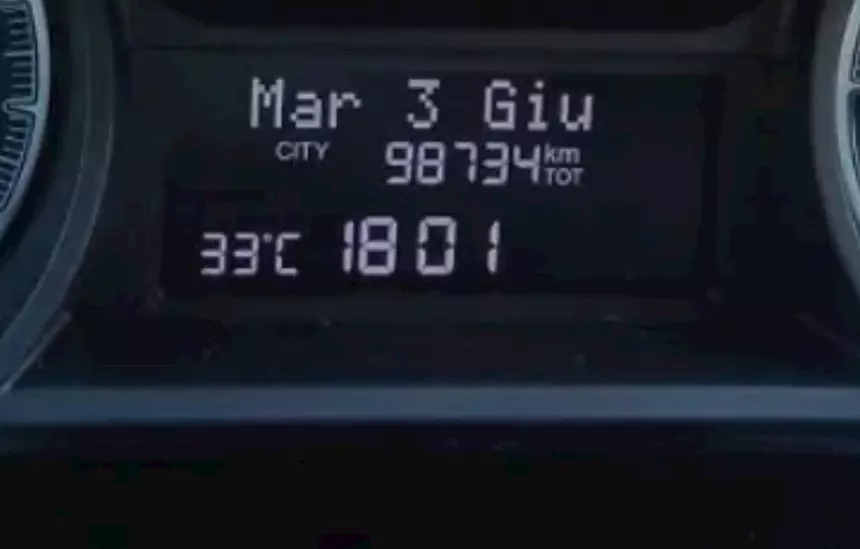 Mar 3 Giu
CITY 98734 km TOT
33°C 18 01